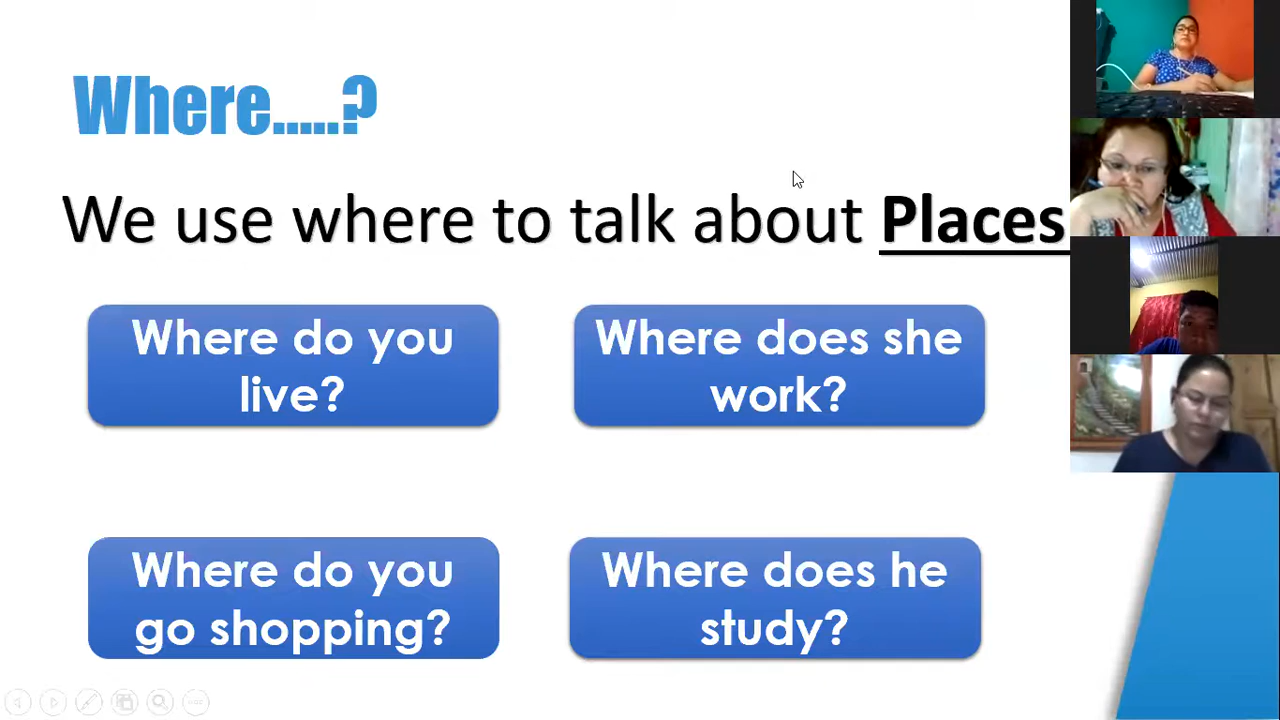 Where.....?
We use where to talk about Places
Where do you
live?
Where does she
work?
Where do you
go shopping?
Where does he
study?